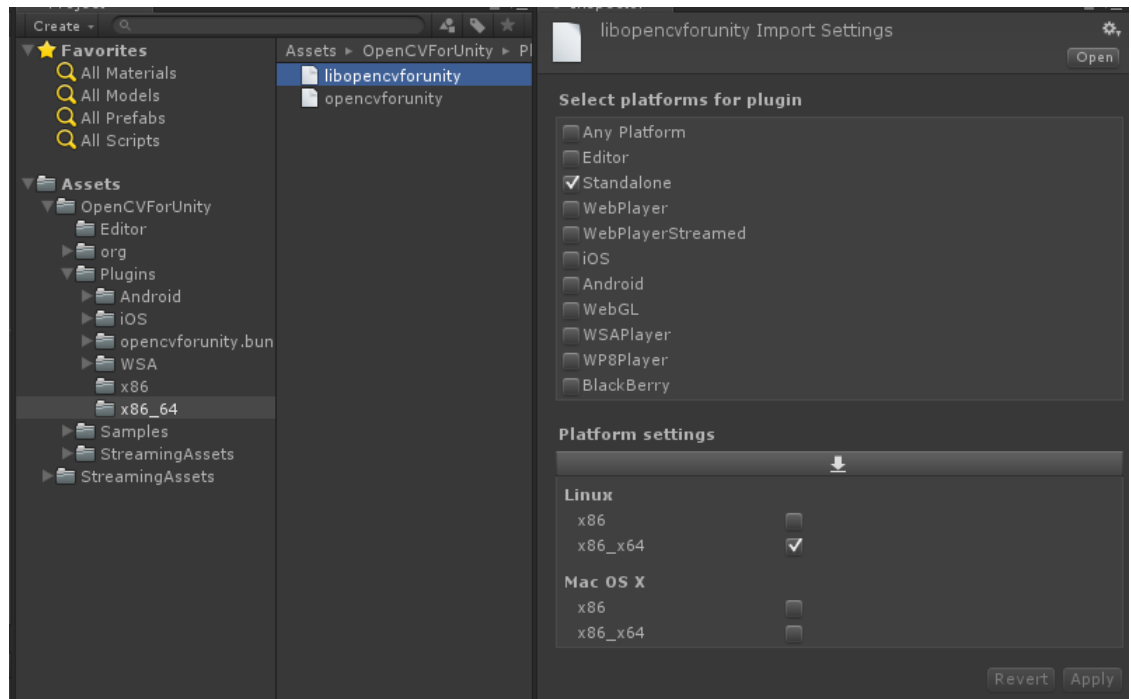 Create
libopencvforunity Import Settings
Open
Favorites
All Materials
All Models
All Prefabs
All Scripts
Assets
OpenCVForUnity
Editor
org
Plugins
Android
iOS
opencvforunity.bun
WSA
x86
x86_64
Samples
StreamingAssets
StreamingAssets
Assets ▸ OpenCVForUnity ▸ Pl
libopencvforunity
opencvforunity
Select platforms for plugin
Any Platform
Editor
Standalone
WebPlayer
WebPlayerStreamed
iOS
Android
WebGL
WSAPlayer
WP8Player
BlackBerry
Platform settings
Linux
x86
x86_x64
Mac OS X
x86
x86_x64
Revert Apply